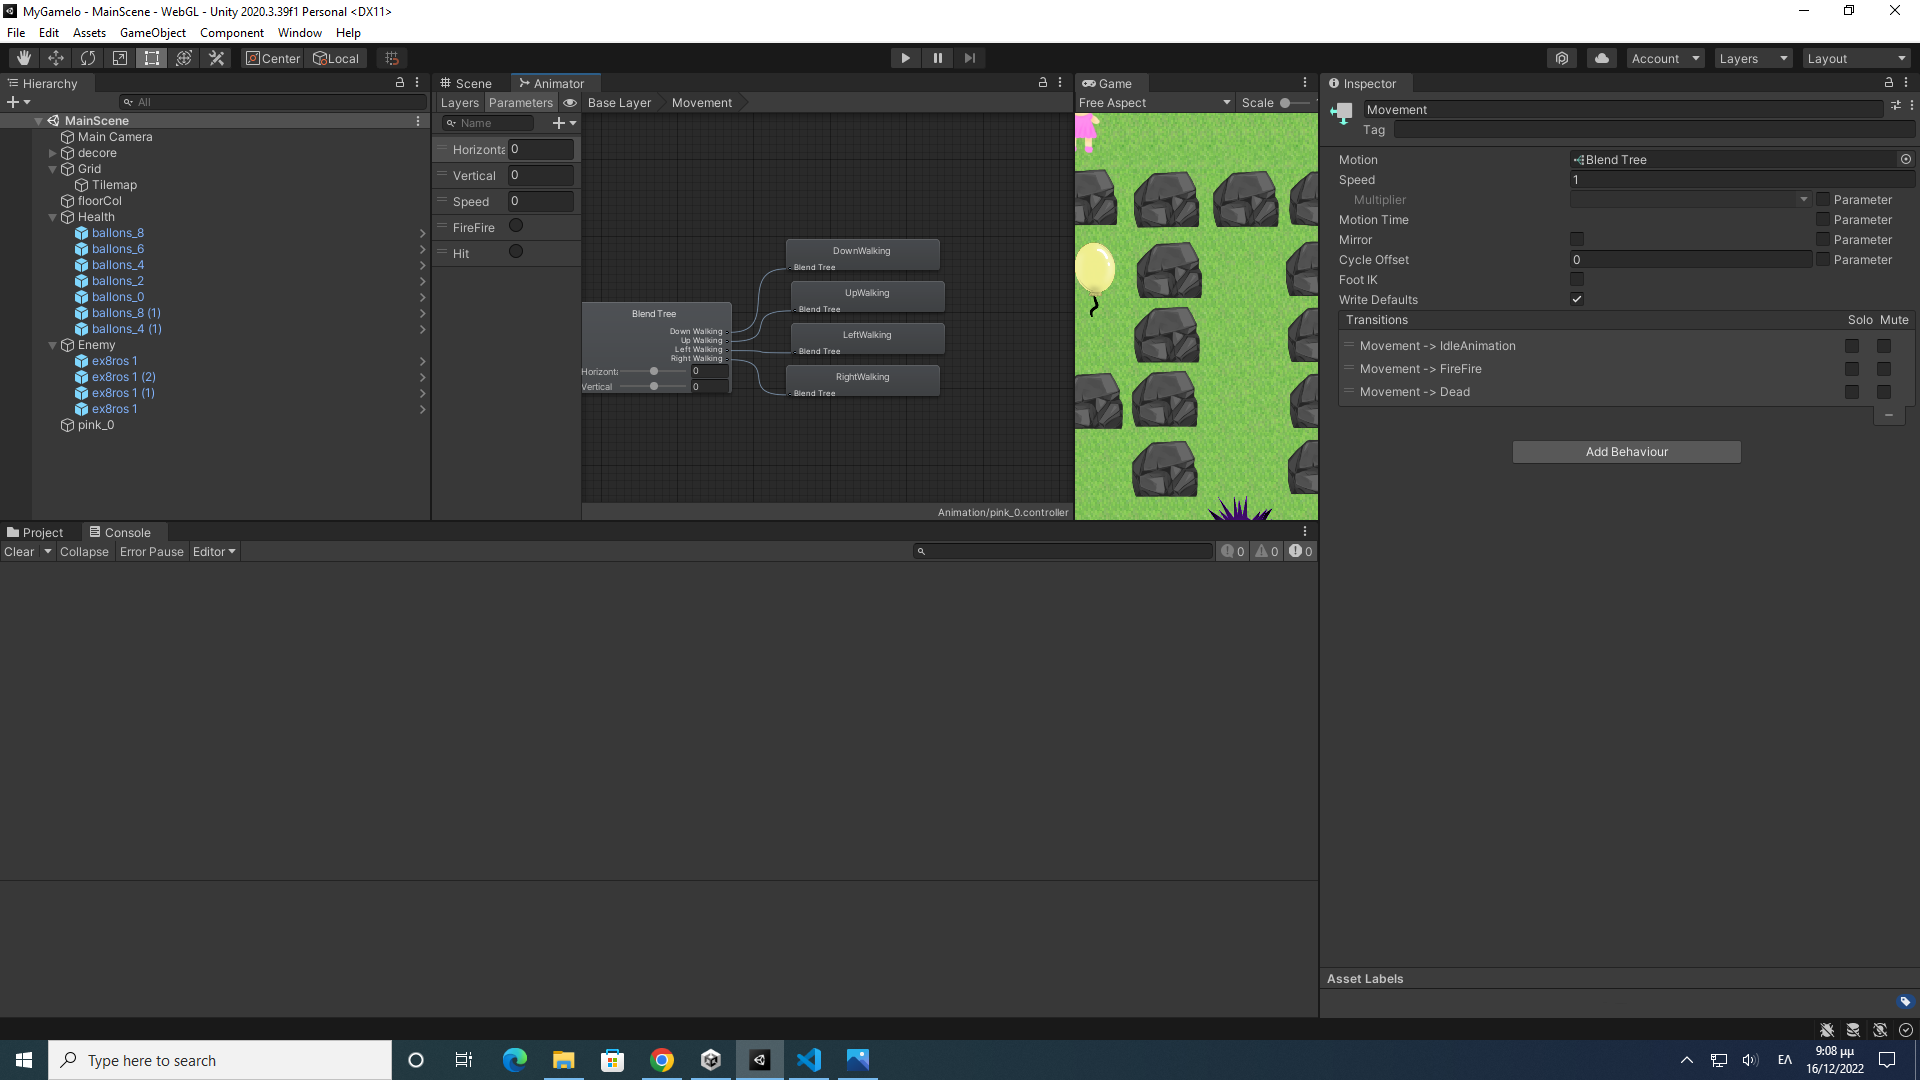 MyGamelo - MainScene - WebGL - Unity 2020.3.39f1 Personal <DX11>
File Edit Assets GameObject Component Window Help
Center Local Account Layers Layout
Hierarchy
All
MainScene
Main Camera
decore
Grid
Tilemap
floorCol
Health
ballons_8
ballons_6
ballons_4
ballons_2
ballons_0
ballons_8 (1)
ballons_4 (1)
Enemy
ex8ros 1
ex8ros 1 (2)
ex8ros 1 (1)
ex8ros 1
pink_0
Scene Animator
Layers Parameters Base Layer Movement
Name
Horizonta 0
Vertical 0
Speed 0
FireFire
Hit
Blend Tree
Down Walking
Up Walking
Left Walking
Right Walking
Horizonta 0
Vertical 0
DownWalking
Blend Tree
UpWalking
Blend Tree
LeftWalking
Blend Tree
RightWalking
Blend Tree
Animation/pink_0.controller
Game
Free Aspect Scale
Inspector
Movement
Tag
Motion Blend Tree
Speed 1
Multiplier Parameter
Motion Time Parameter
Mirror Parameter
Cycle Offset 0 Parameter
Foot IK
Write Defaults
Transitions Solo Mute
Movement -> IdleAnimation
Movement -> FireFire
Movement -> Dead
Add Behaviour
Asset Labels
Project Console
Clear Collapse Error Pause Editor 0 0 0
Type here to search
ΕΛ
9:08 μμ
16/12/2022